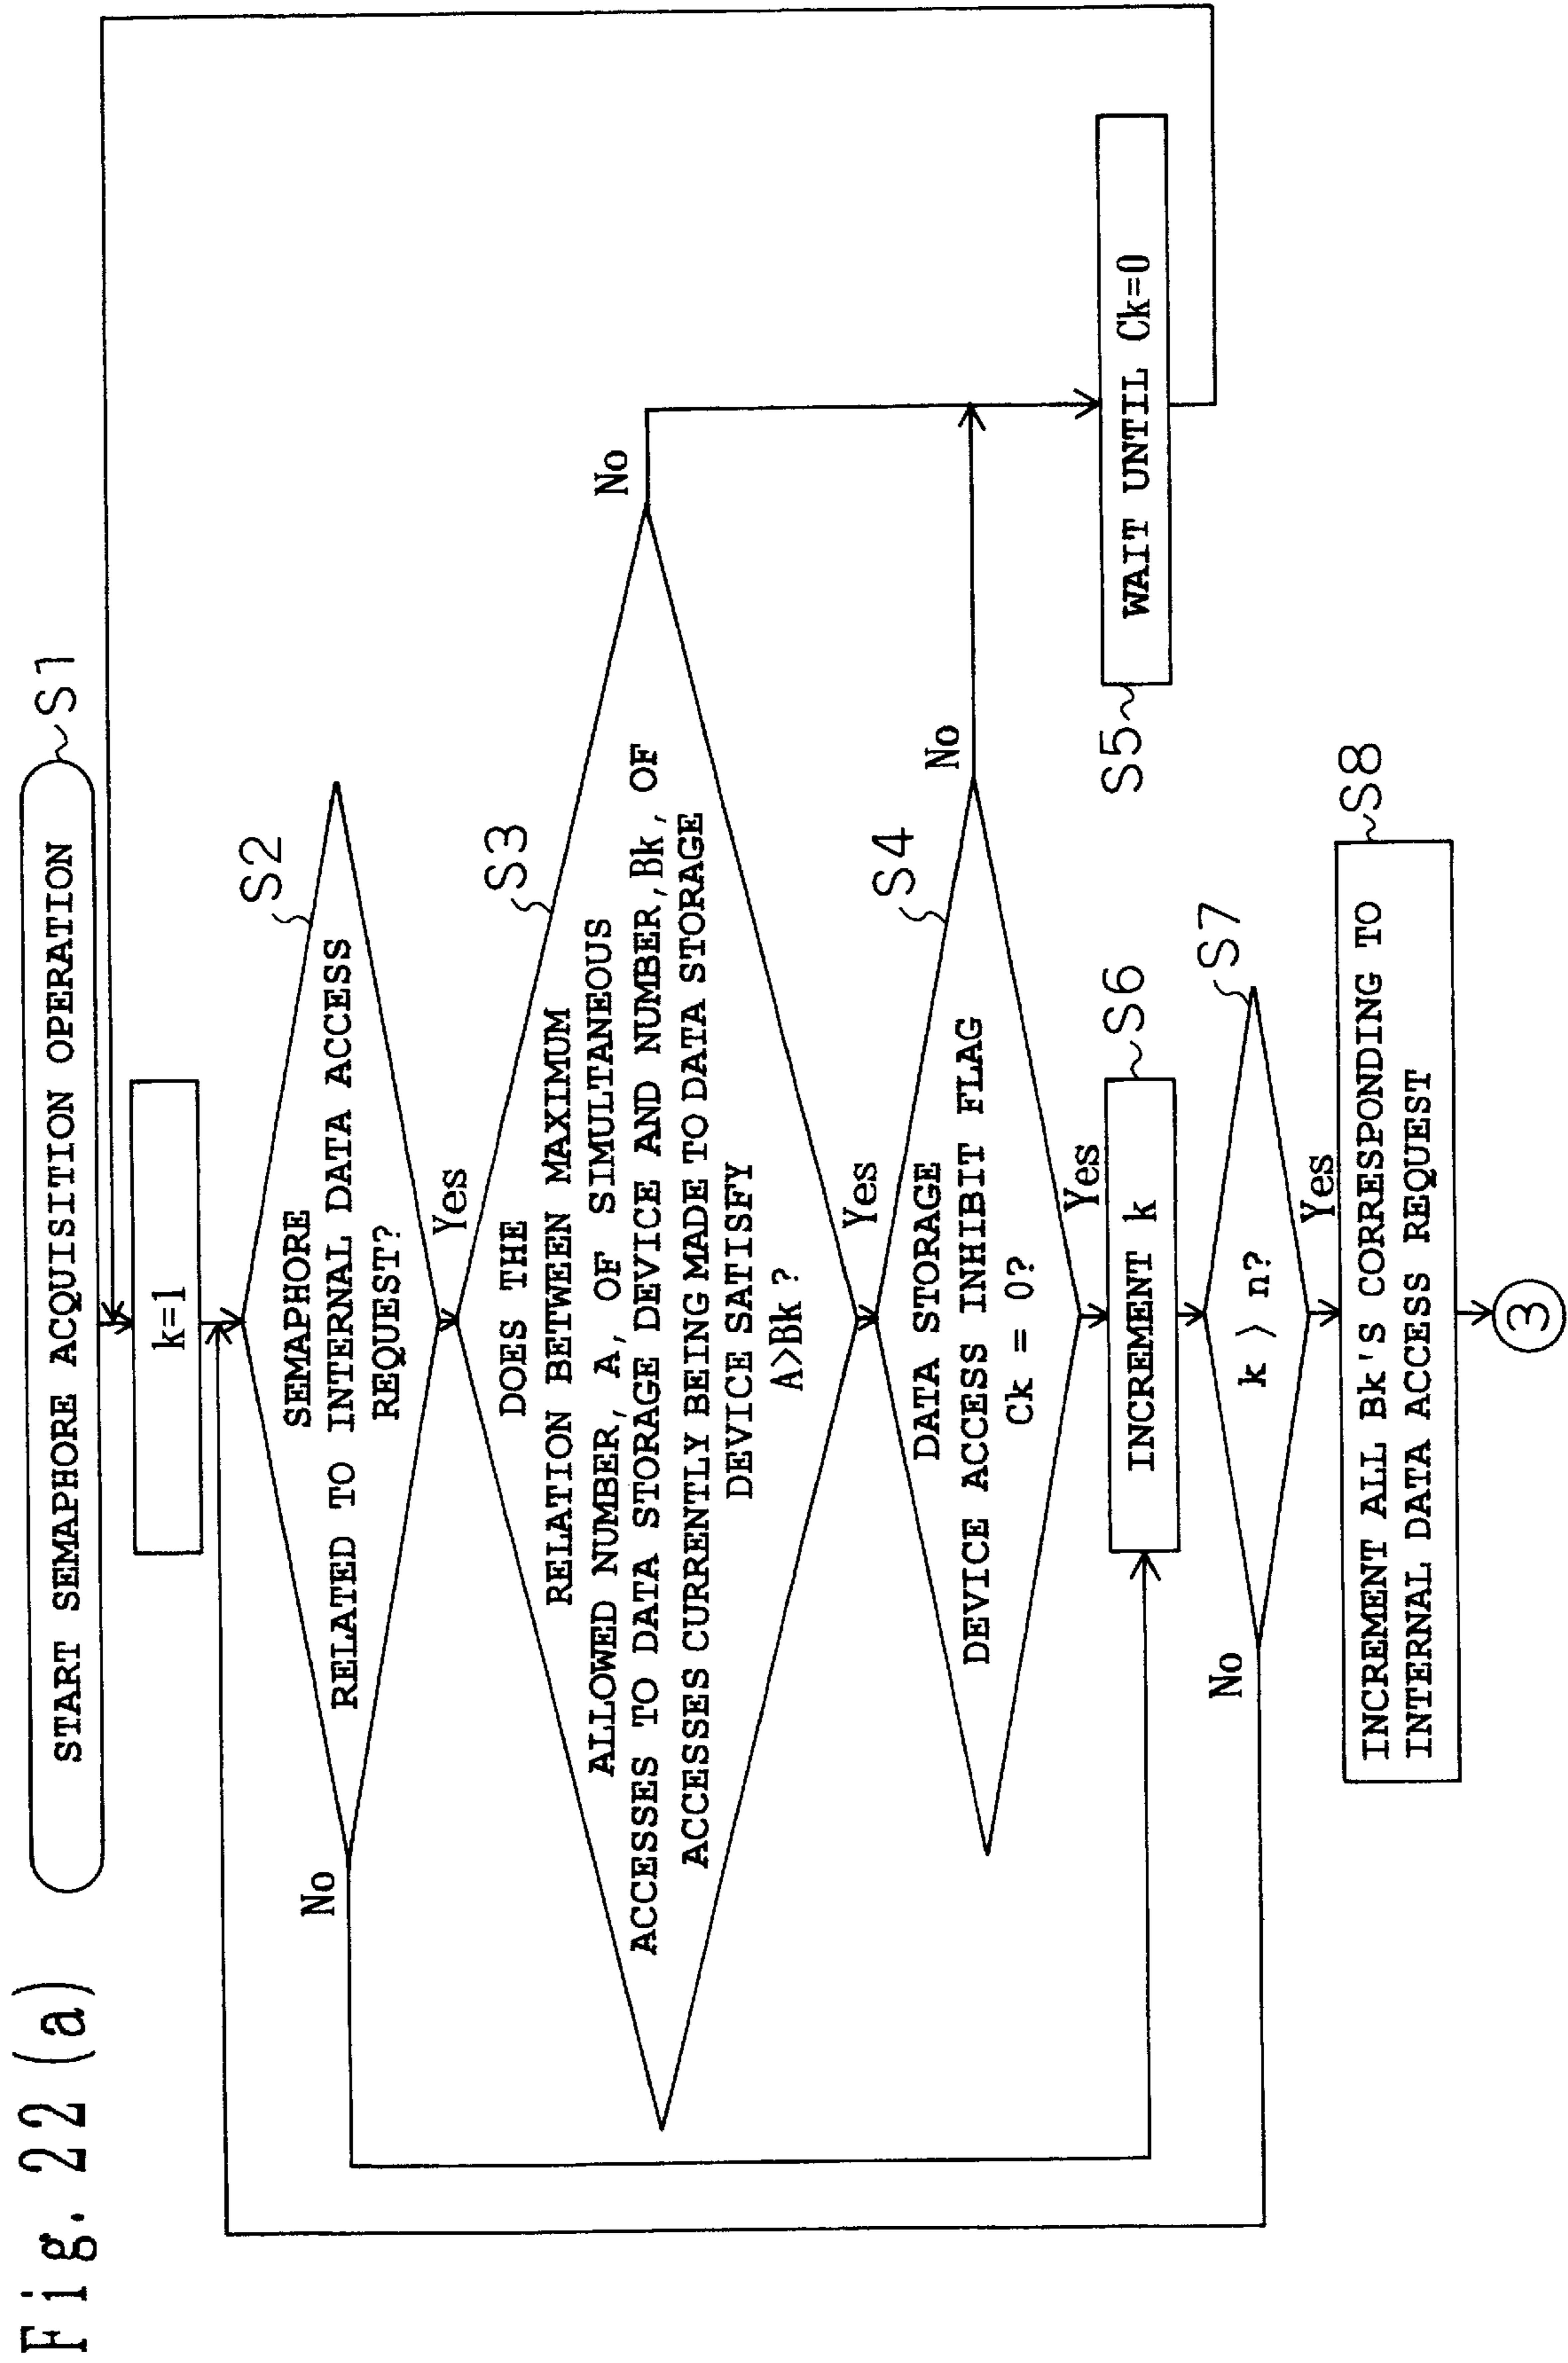 Fig. 22 (a)
START SEMAPHORE ACQUISITION OPERATION
S1
k=1
S2
SEMAPHORE
RELATED TO INTERNAL DATA ACCESS
REQUEST?
No
Yes
S3
DOES THE
RELATION BETWEEN MAXIMUM
ALLOWED NUMBER, A, OF SIMULTANEOUS
ACCESSES TO DATA STORAGE DEVICE AND NUMBER, Bk, OF
ACCESSES CURRENTLY BEING MADE TO DATA STORAGE
DEVICE SATISFY
A>Bk ?
No
Yes
S4
DATA STORAGE
DEVICE ACCESS INHIBIT FLAG
Ck = 0?
No
Yes
S5
WAIT UNTIL Ck=0
S6
INCREMENT k
S7
k > n?
No
Yes
S8
INCREMENT ALL Bk'S CORRESPONDING TO
INTERNAL DATA ACCESS REQUEST
3